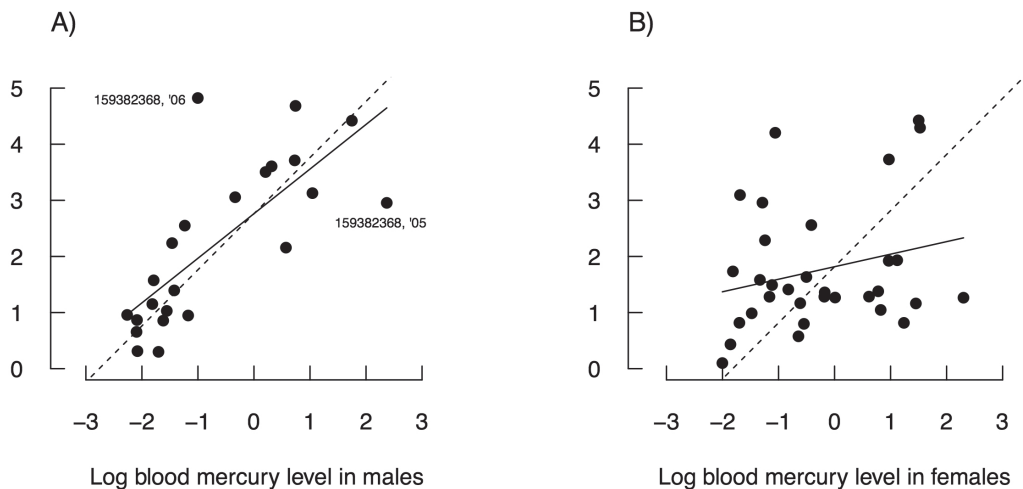 A)
B)
5
4
3
2
1
0
159382368, '06
159382368, '05
−3 −2 −1 0 1 2 3
Log blood mercury level in males
5
4
3
2
1
0
−3 −2 −1 0 1 2 3
Log blood mercury level in females